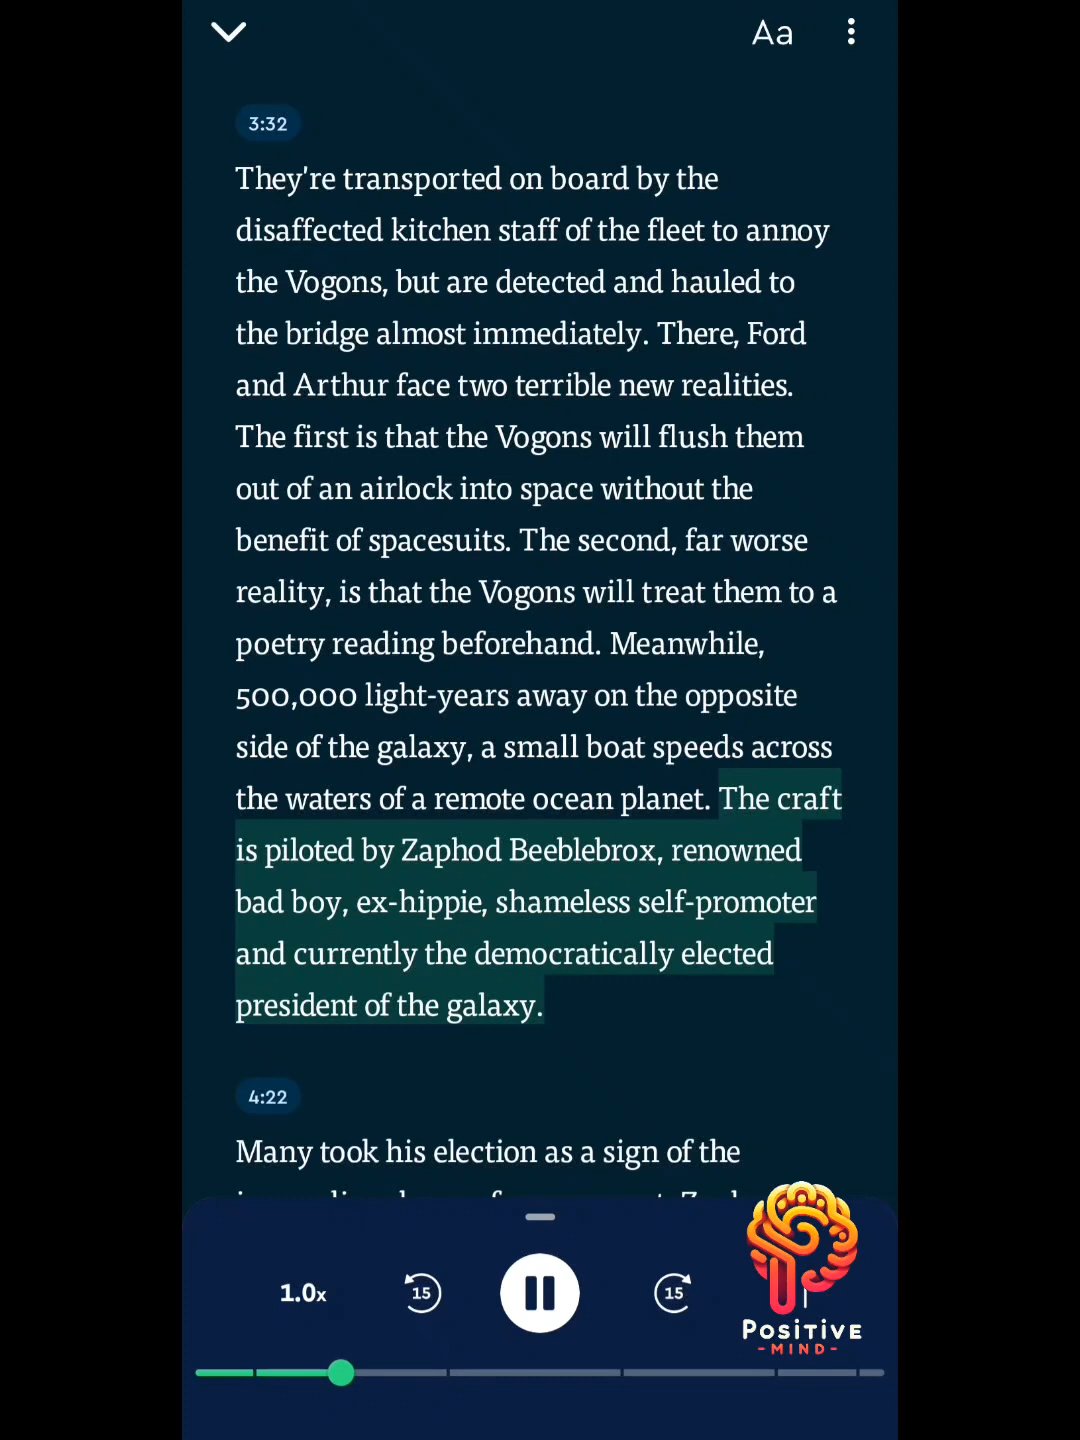 Aa
3:32
They're transported on board by the
disaffected kitchen staff of the fleet to annoy
the Vogons, but are detected and hauled to
the bridge almost immediately. There, Ford
and Arthur face two terrible new realities.
The first is that the Vogons will flush them
out of an airlock into space without the
benefit of spacesuits. The second, far worse
reality, is that the Vogons will treat them to a
poetry reading beforehand. Meanwhile,
500,000 light-years away on the opposite
side of the galaxy, a small boat speeds across
the waters of a remote ocean planet. The craft
is piloted by Zaphod Beeblebrox, renowned
bad boy, ex-hippie, shameless self-promoter
and currently the democratically elected
president of the galaxy.
4:22
Many took his election as a sign of the
1.0x
15
15
POSITIVE
-MIND-